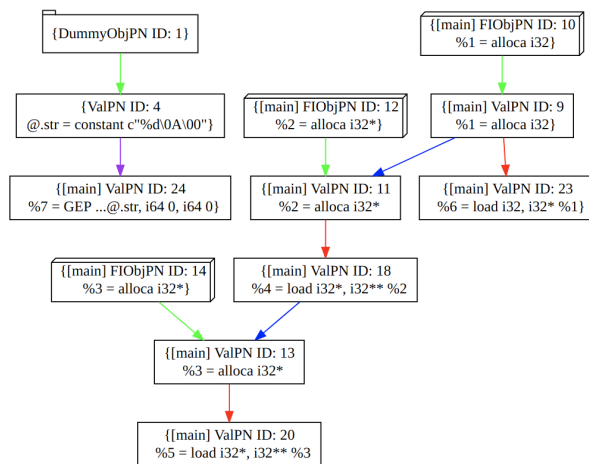 {DummyObjPN ID: 1}
{[main] FIObjPN ID: 10
%1 = alloca i32}
{ValPN ID: 4
@.str = constant c"%d\0A\00"}
{[main] FIObjPN ID: 12
%2 = alloca i32*}
{[main] ValPN ID: 9
%1 = alloca i32}
{[main] ValPN ID: 24
%7 = GEP ...@.str, i64 0, i64 0}
{[main] ValPN ID: 11
%2 = alloca i32*
{[main] ValPN ID: 23
%6 = load i32, i32* %1}
{[main] FIObjPN ID: 14
%3 = alloca i32*}
{[main] ValPN ID: 18
%4 = load i32*, i32** %2
{[main] ValPN ID: 13
%3 = alloca i32*
{[main] ValPN ID: 20
%5 = load i32*, i32** %3